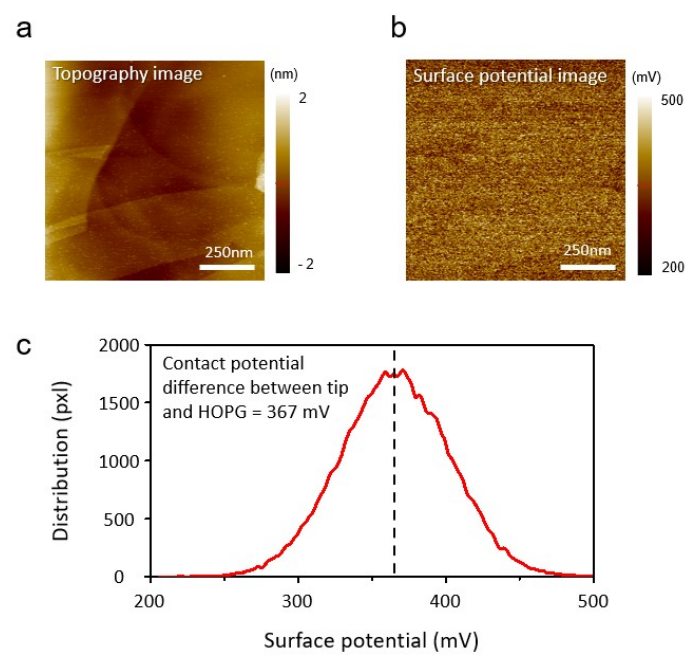 a
Topography image
(nm)
2
- 2
250nm
b
Surface potential image
(mV)
500
200
250nm
c
Contact potential
difference between tip
and HOPG = 367 mV
Distribution (pxl)
2000
1500
1000
500
0
200
300
400
500
Surface potential (mV)